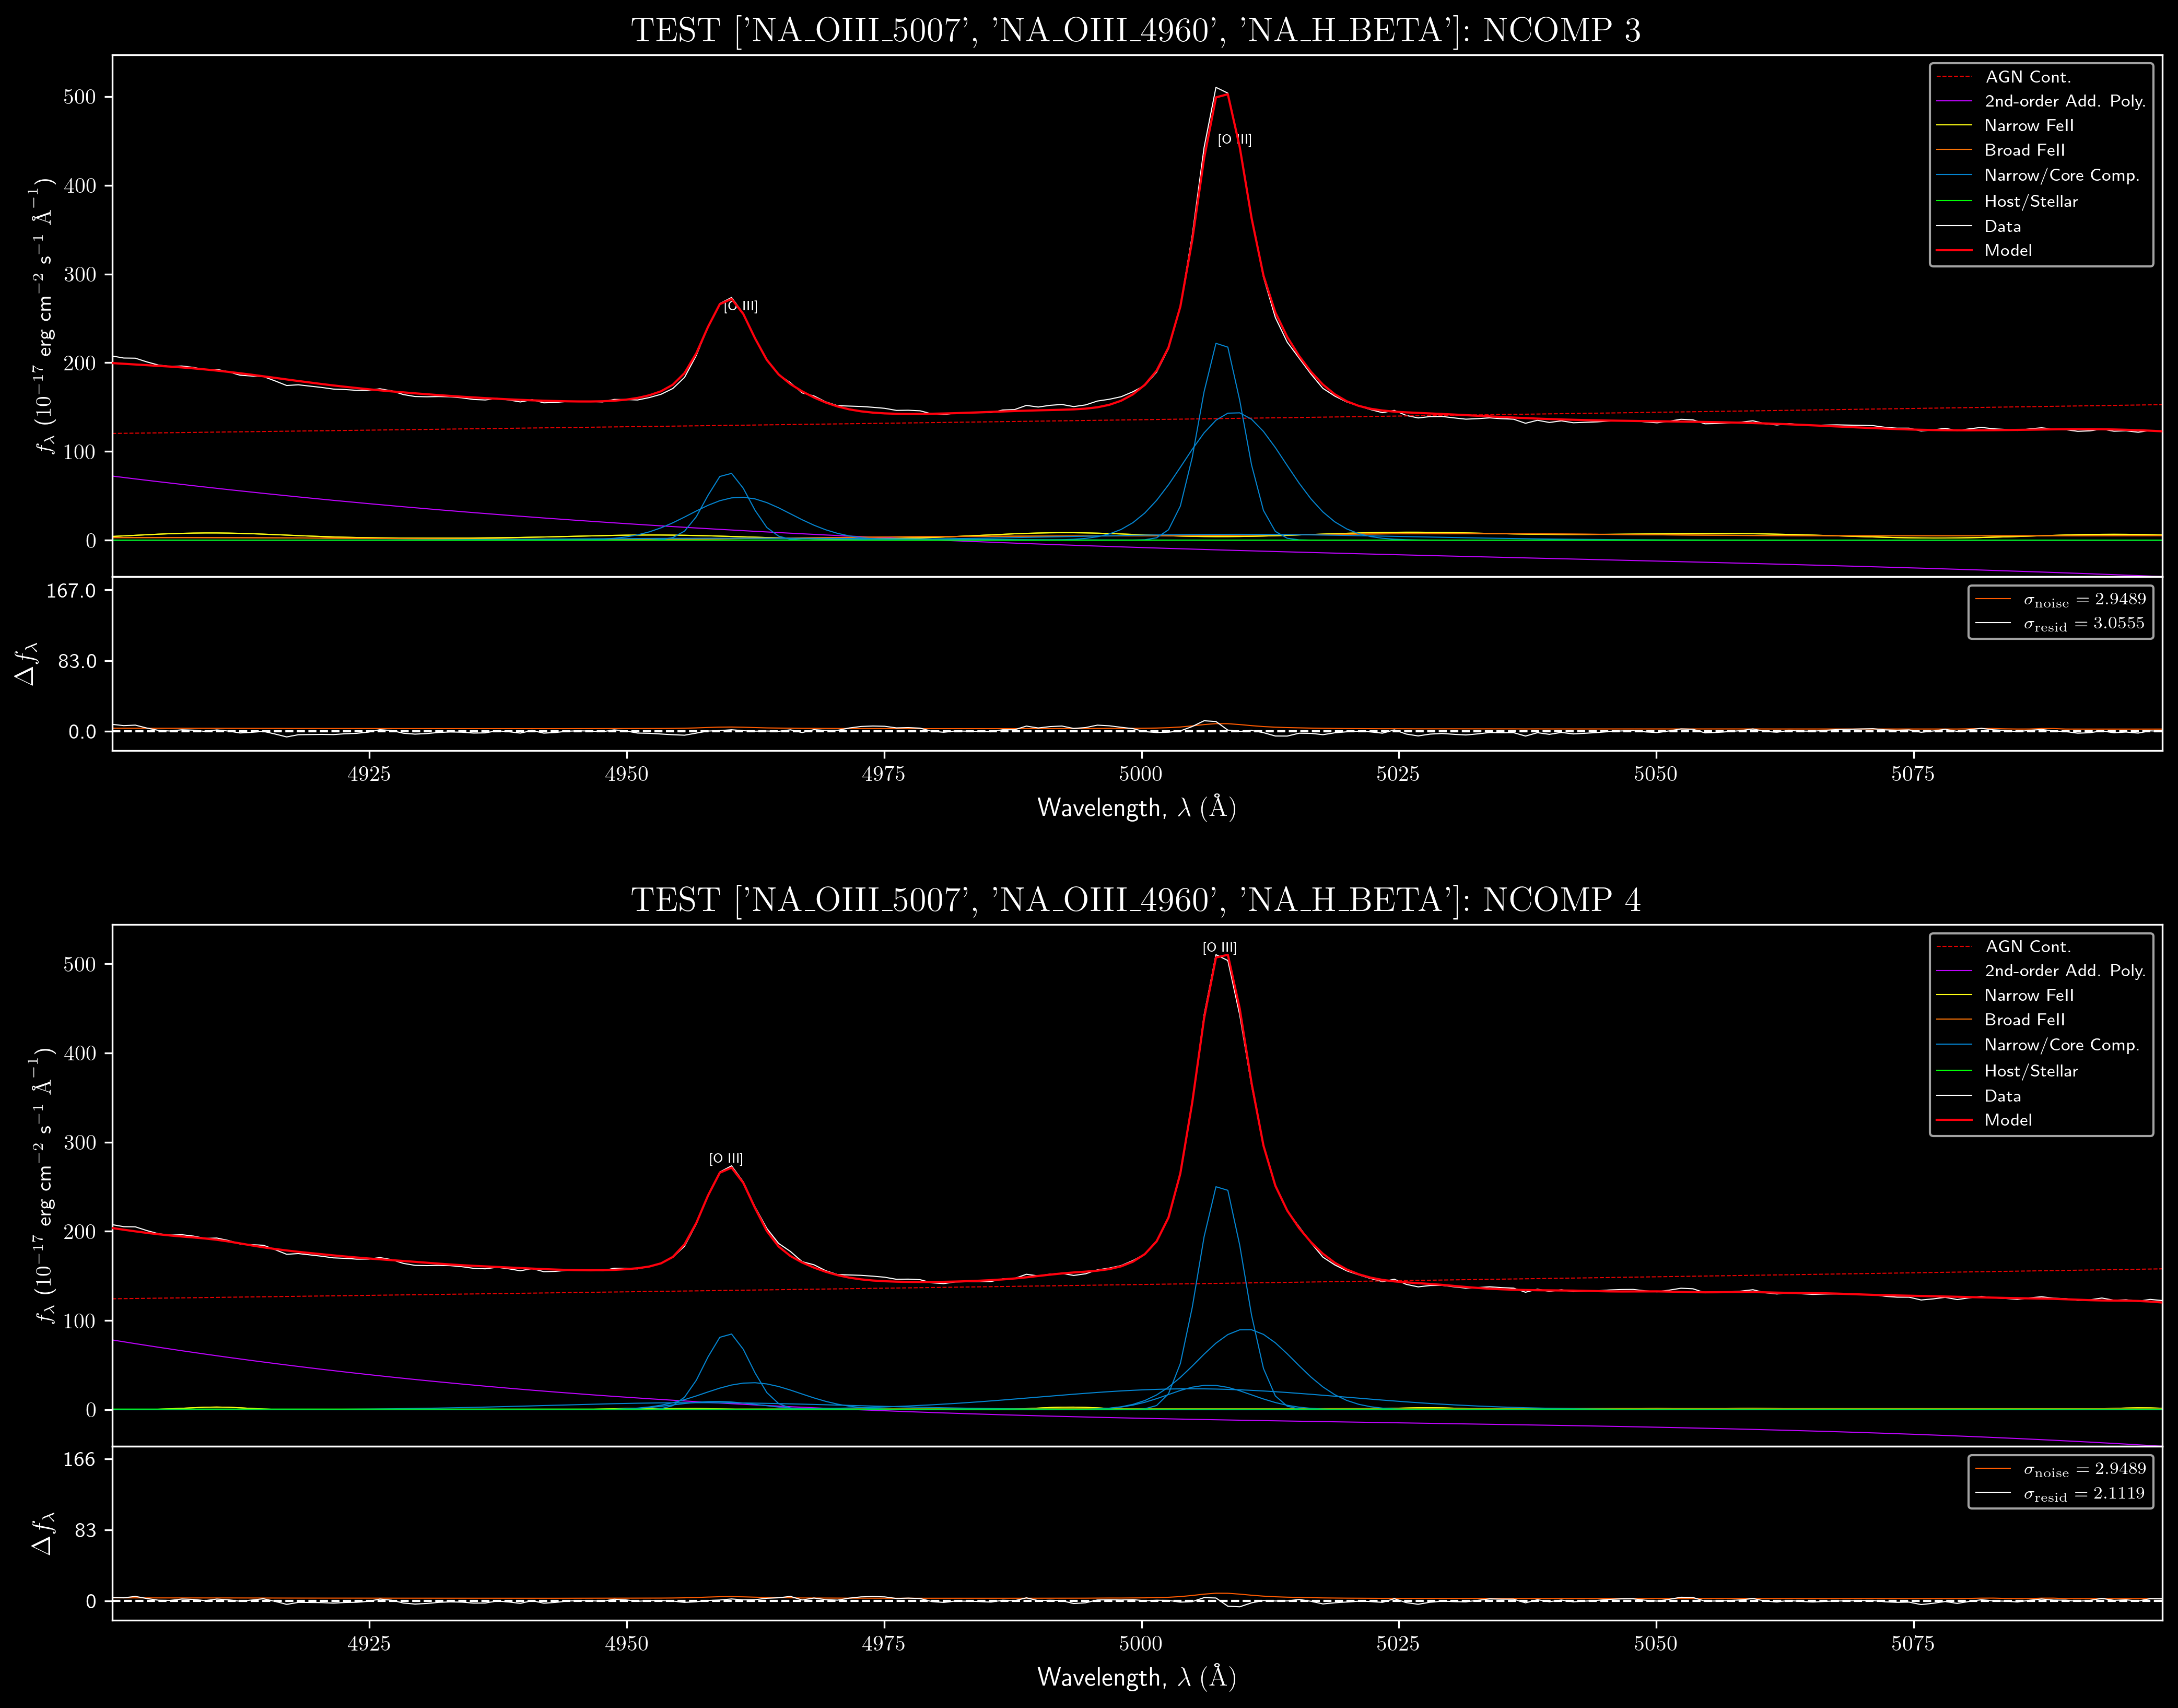 TEST ['NA_OIII_5007', 'NA_OIII_4960', 'NA_H_BETA']: NCOMP 3
AGN Cont.
2nd-order Add. Poly.
Narrow FeII
Broad FeII
Narrow/Core Comp.
Host/Stellar
Data
Model
[O III]
[O III]
500
400
300
200
100
0
f_λ (10⁻¹⁷ erg cm⁻² s⁻¹ Å⁻¹)
σ_noise = 2.9489
σ_resid = 3.0555
167.0
83.0
0.0
Δf_λ
4925 4950 4975 5000 5025 5050 5075
Wavelength, λ (Å)
TEST ['NA_OIII_5007', 'NA_OIII_4960', 'NA_H_BETA']: NCOMP 4
AGN Cont.
2nd-order Add. Poly.
Narrow FeII
Broad FeII
Narrow/Core Comp.
Host/Stellar
Data
Model
[O III]
[O III]
500
400
300
200
100
0
f_λ (10⁻¹⁷ erg cm⁻² s⁻¹ Å⁻¹)
σ_noise = 2.9489
σ_resid = 2.1119
166
83
0
Δf_λ
4925 4950 4975 5000 5025 5050 5075
Wavelength, λ (Å)